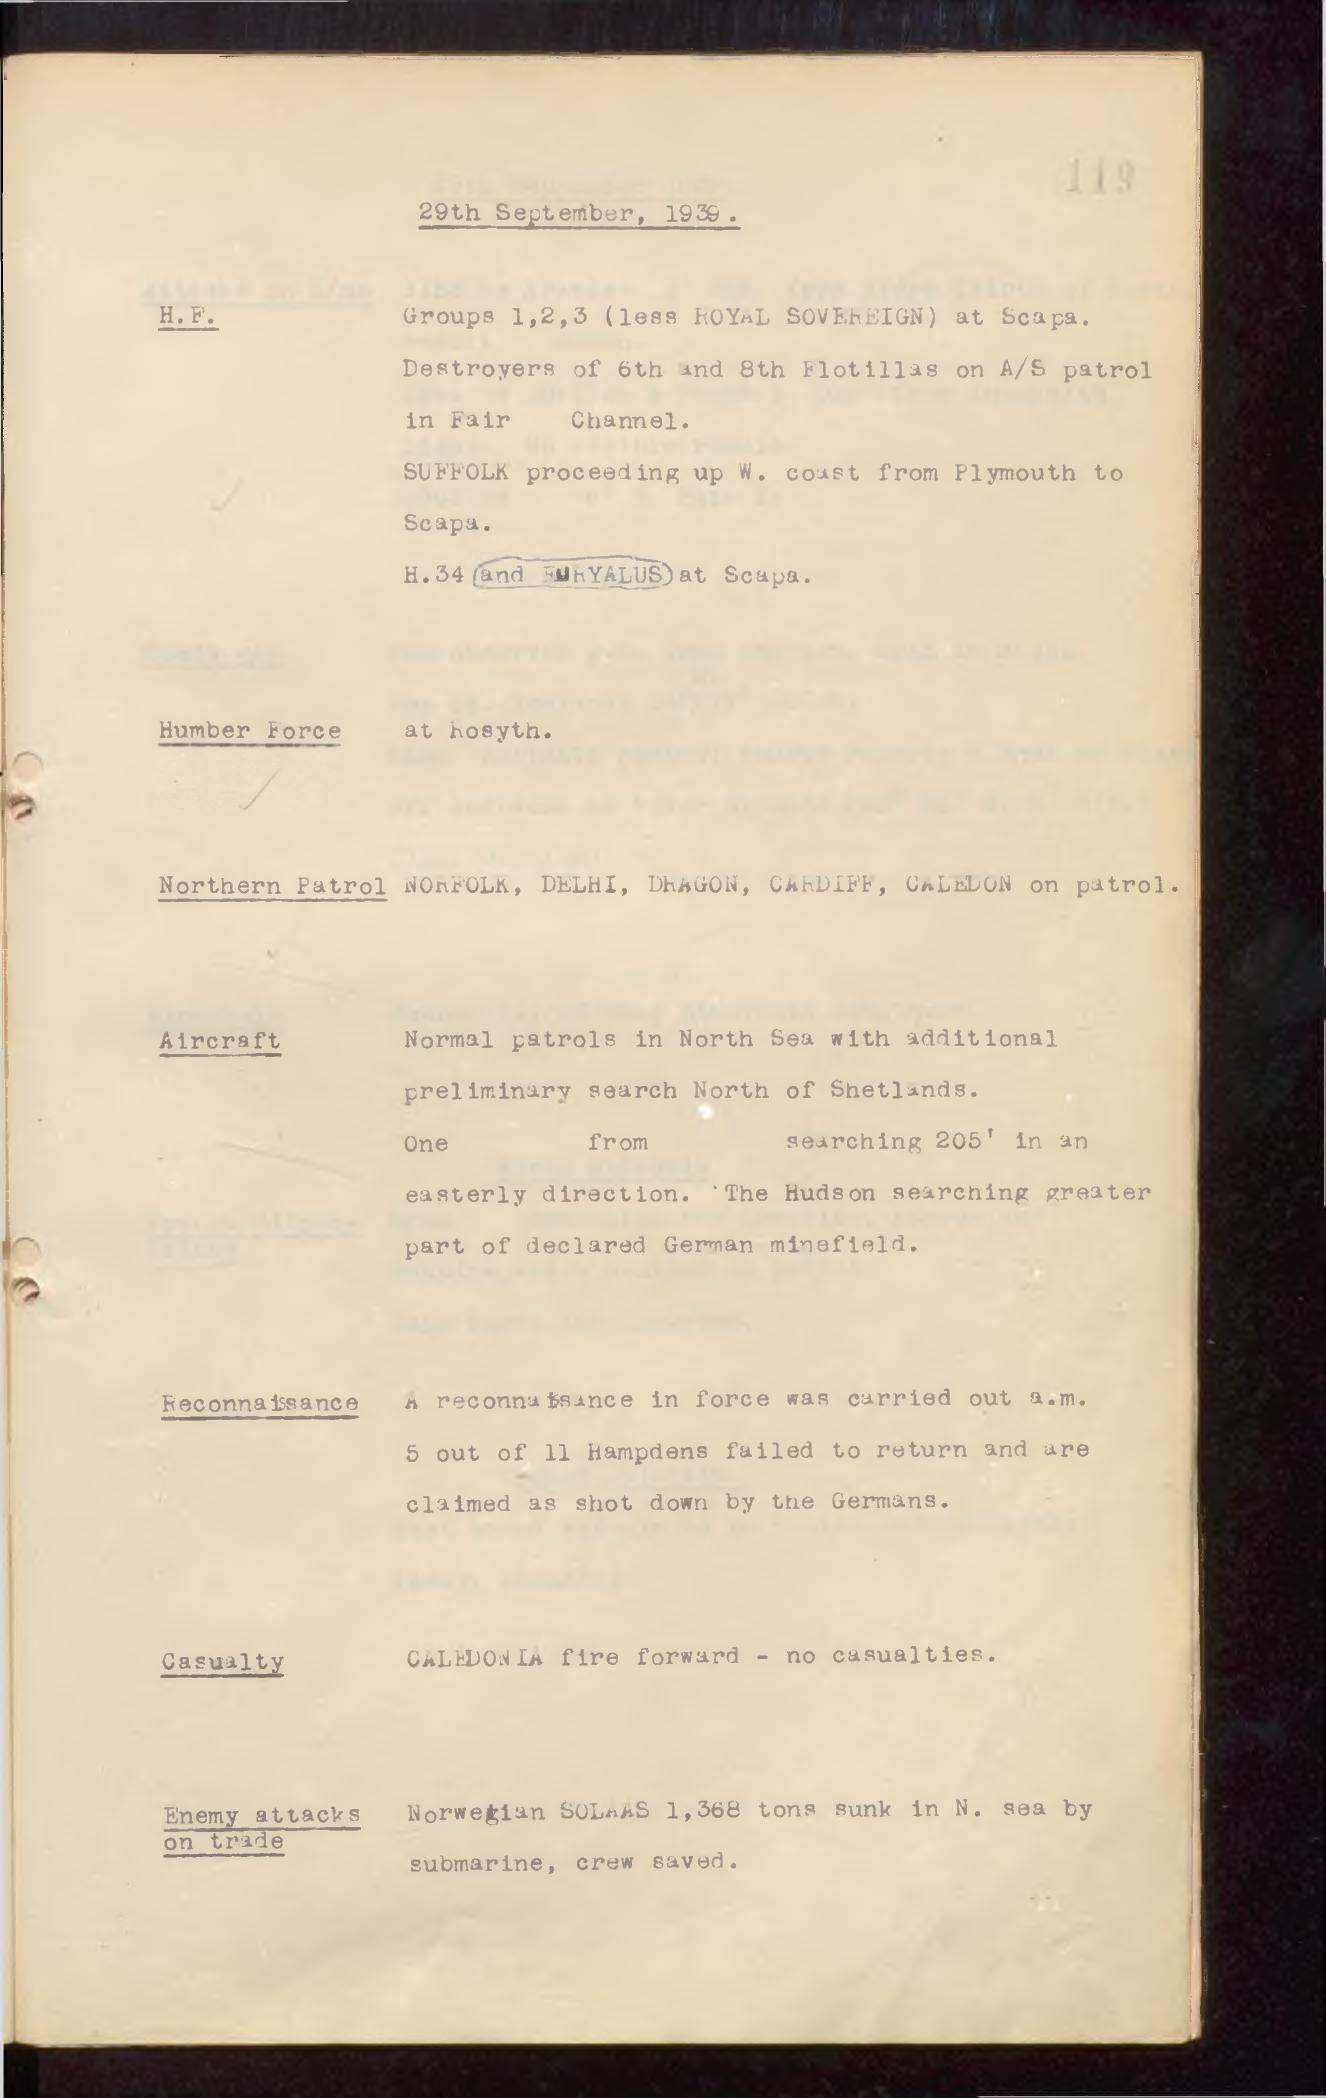 119
29th September, 1939.
H.F. Groups 1,2,3 (less ROYAL SOVEREIGN) at Scapa.
Destroyers of 6th and 8th Flotillas on A/S patrol
in Fair Channel.
SUFFOLK proceeding up W. coast from Plymouth to
Scapa.
H.34 (and EURYALUS) at Scapa.
Humber Force at Rosyth.
Northern Patrol NORFOLK, DELHI, DRAGON, CARDIFF, CALEDON on patrol.
Aircraft Normal patrols in North Sea with additional
preliminary search North of Shetlands.
One from searching 205' in an
easterly direction. The Hudson searching greater
part of declared German minefield.
Reconnaissance A reconnaissance in force was carried out a.m.
5 out of 11 Hampdens failed to return and are
claimed as shot down by the Germans.
Casualty CALEDONIA fire forward - no casualties.
Enemy attacks Norwegian SOLAAS 1,368 tons sunk in N. sea by
on trade
submarine, crew saved.